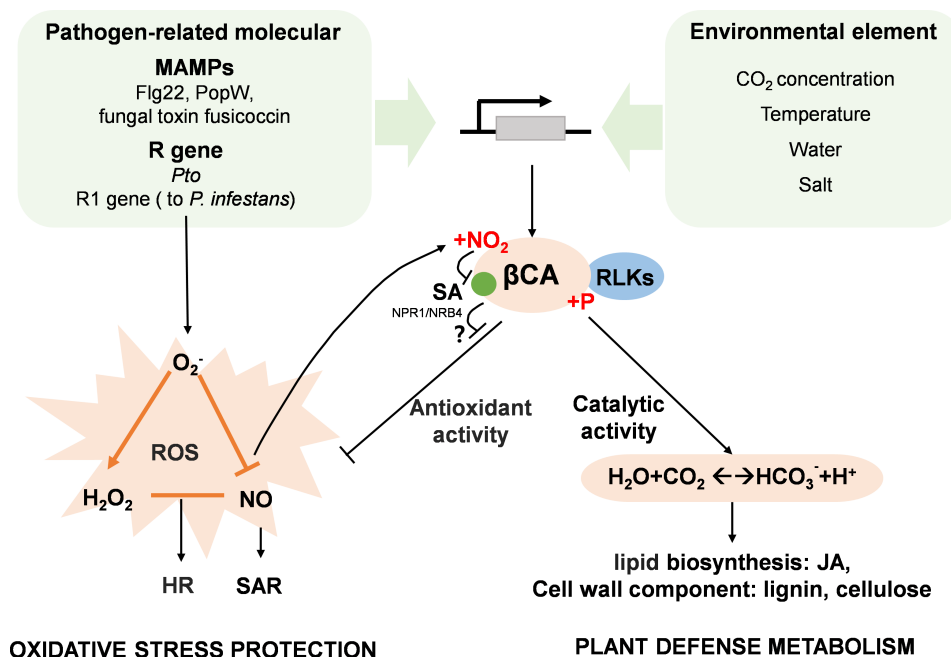 Pathogen-related molecular
MAMPs
Flg22, PopW,
fungal toxin fusicoccin
R gene
Pto
R1 gene ( to P. infestans)
Environmental element
CO₂ concentration
Temperature
Water
Salt
+NO₂
βCA
RLKs
SA
+P
NPR1/NRB4
?
O₂⁻
ROS
H₂O₂
NO
HR
SAR
Antioxidant
activity
Catalytic
activity
H₂O+CO₂ ←→HCO₃⁻+H⁺
lipid biosynthesis: JA,
Cell wall component: lignin, cellulose
OXIDATIVE STRESS PROTECTION
PLANT DEFENSE METABOLISM